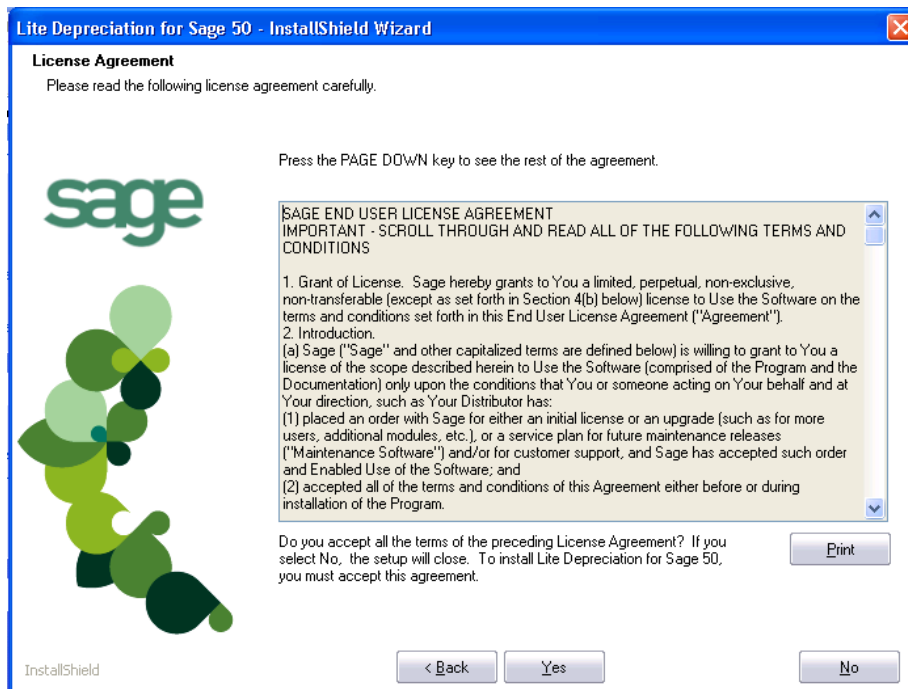 Lite Depreciation for Sage 50 - InstallShield Wizard
License Agreement
Please read the following license agreement carefully.
Press the PAGE DOWN key to see the rest of the agreement.
sage
SAGE END USER LICENSE AGREEMENT
IMPORTANT - SCROLL THROUGH AND READ ALL OF THE FOLLOWING TERMS AND
CONDITIONS
1. Grant of License.  Sage hereby grants to You a limited, perpetual, non-exclusive,
non-transferable (except as set forth in Section 4(b) below) license to Use the Software on the
terms and conditions set forth in this End User License Agreement ("Agreement").
2. Introduction.
(a) Sage ("Sage" and other capitalized terms are defined below) is willing to grant to You a
license of the scope described herein to Use the Software (comprised of the Program and the
Documentation) only upon the conditions that You or someone acting on Your behalf and at
Your direction, such as Your Distributor has:
(1) placed an order with Sage for either an initial license or an upgrade (such as for more
users, additional modules, etc.), or a service plan for future maintenance releases
("Maintenance Software") and/or for customer support, and Sage has accepted such order
and Enabled Use of the Software; and
(2) accepted all of the terms and conditions of this Agreement either before or during
installation of the Program.
Do you accept all the terms of the preceding License Agreement?  If you
select No,  the setup will close.  To install Lite Depreciation for Sage 50,
you must accept this agreement.
Print
InstallShield
< Back
Yes
No